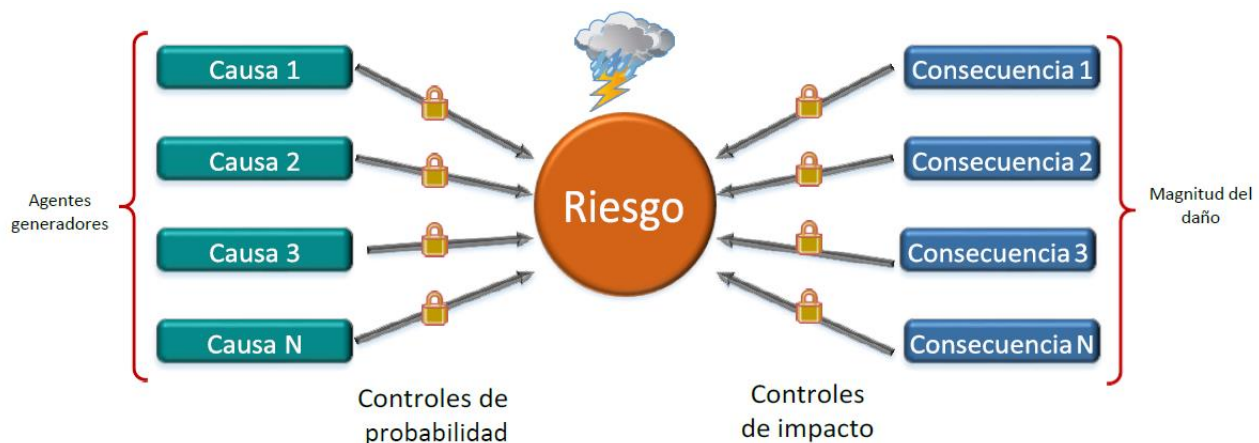 Causa 1
Causa 2
Causa 3
Causa N
Agentes
generadores
Controles de
probabilidad
Riesgo
Consecuencia 1
Consecuencia 2
Consecuencia 3
Consecuencia N
Magnitud del
daño
Controles
de impacto